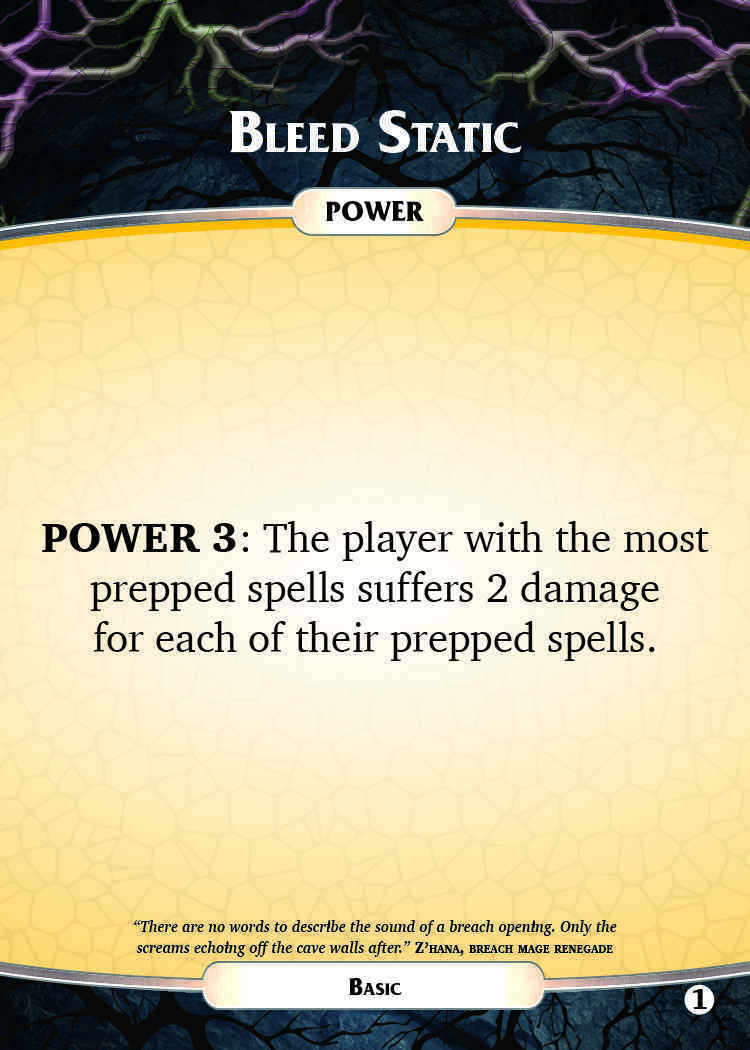 BLEED STATIC
POWER
POWER 3: The player with the most
prepped spells suffers 2 damage
for each of their prepped spells.
“There are no words to describe the sound of a breach opening. Only the
screams echoing off the cave walls after.” Z’HANA, BREACH MAGE RENEGADE
BASIC
1